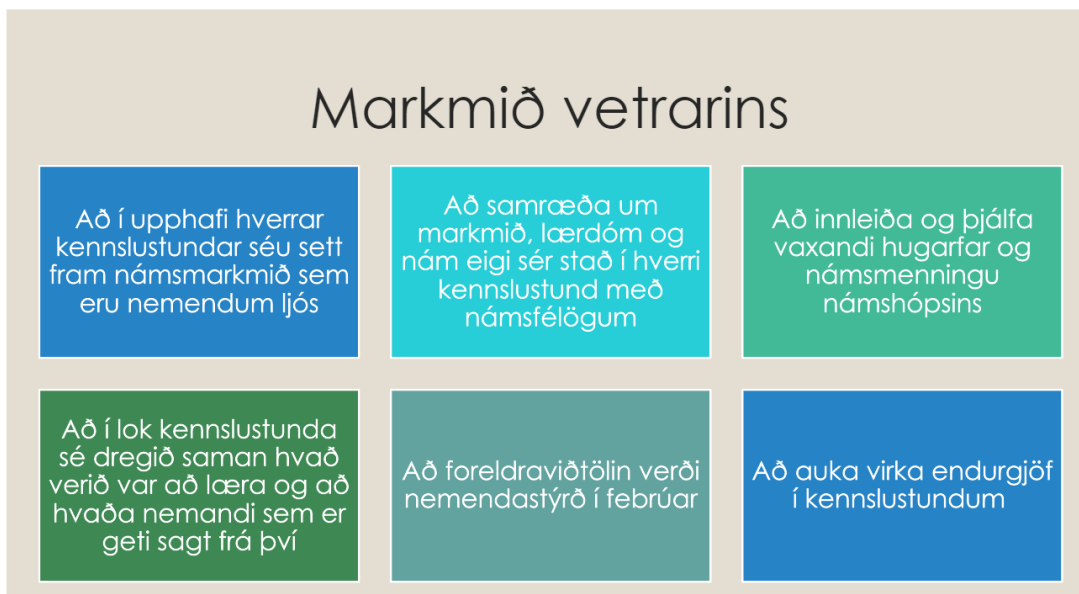 Markmið vetrarins
Að í upphafi hverrar
kennslustundar séu sett
fram námsmarkmið sem
eru nemendum ljós
Að samræða um
markmið, lærdóm og
nám eigi sér stað í hverri
kennslustund með
námsfélögum
Að innleiða og þjálfa
vaxandi hugarfar og
námsmenningu
námshópsins
Að í lok kennslustunda
sé dregið saman hvað
verið var að læra og að
hvaða nemandi sem er
geti sagt frá því
Að foreldraviðtölin verði
nemendastýrð í febrúar
Að auka virka endurgjöf
í kennslustundum